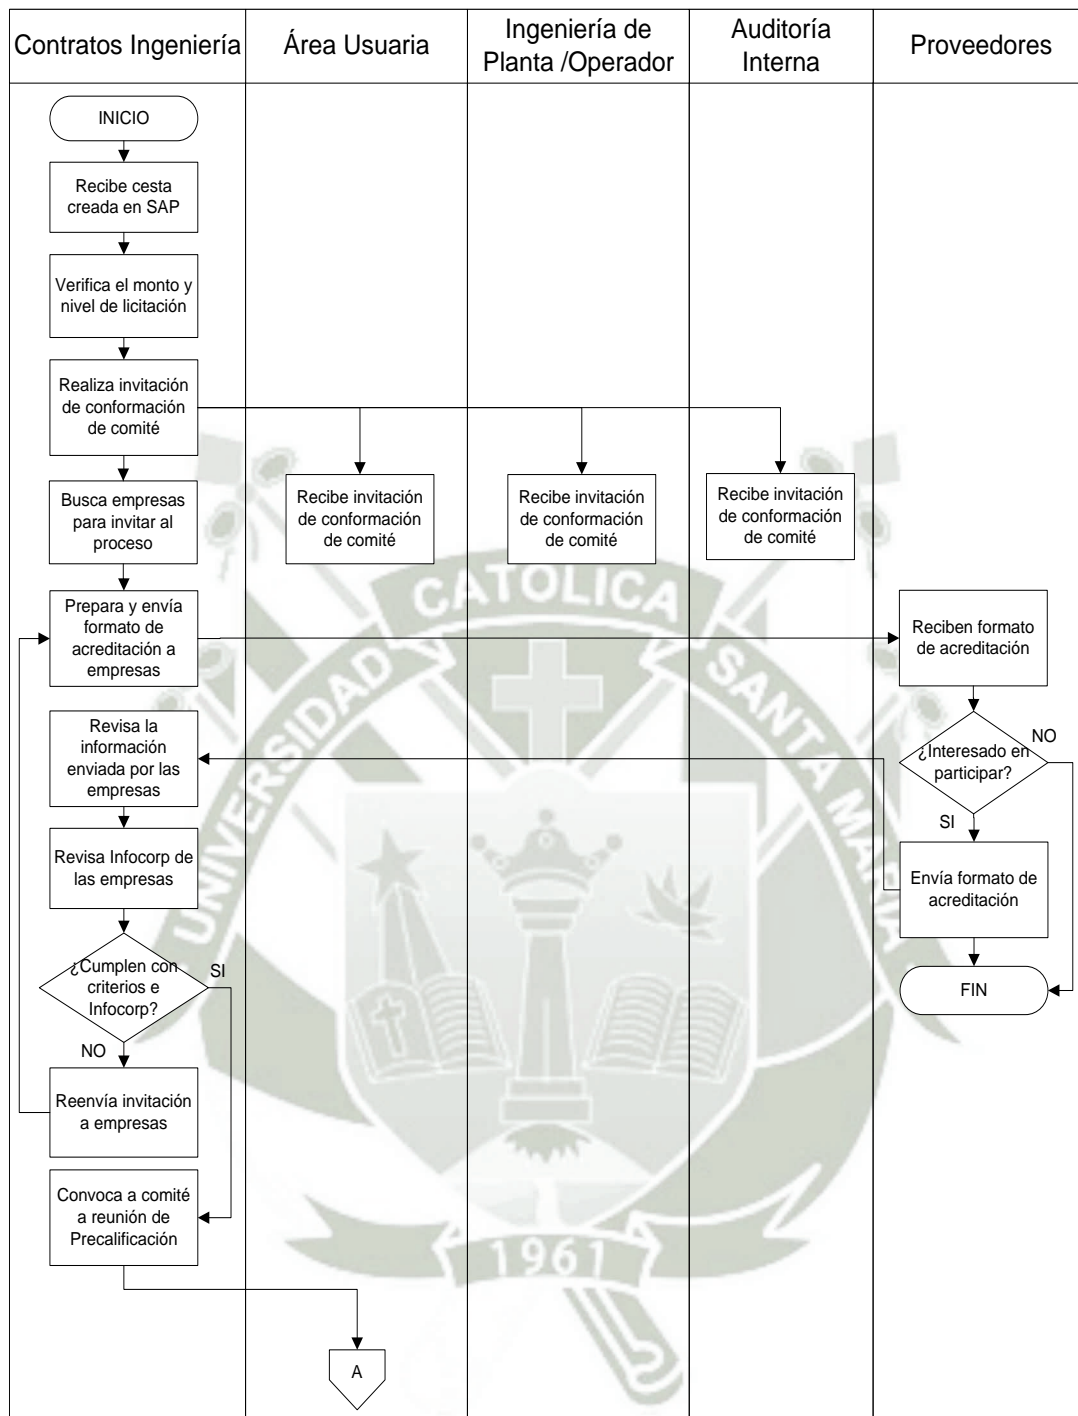 Contratos Ingeniería
Área Usuaria
Ingeniería de
Planta /Operador
Auditoría
Interna
Proveedores
INICIO
Recibe cesta
creada en SAP
Verifica el monto y
nivel de licitación
Realiza invitación
de conformación
de comité
Busca empresas
para invitar al
proceso
Recibe invitación
de conformación
de comité
Recibe invitación
de conformación
de comité
Recibe invitación
de conformación
de comité
Prepara y envía
formato de
acreditación a
empresas
Reciben formato
de acreditación
Revisa la
información
enviada por las
empresas
¿Interesado en
participar?
NO
SI
Revisa Infocorp de
las empresas
Envía formato de
acreditación
¿Cumplen con
criterios e
Infocorp?
SI
NO
FIN
Reenvía invitación
a empresas
Convoca a comité
a reunión de
Precalificación
A
UNIVERSIDAD CATOLICA SANTA MARIA
1961